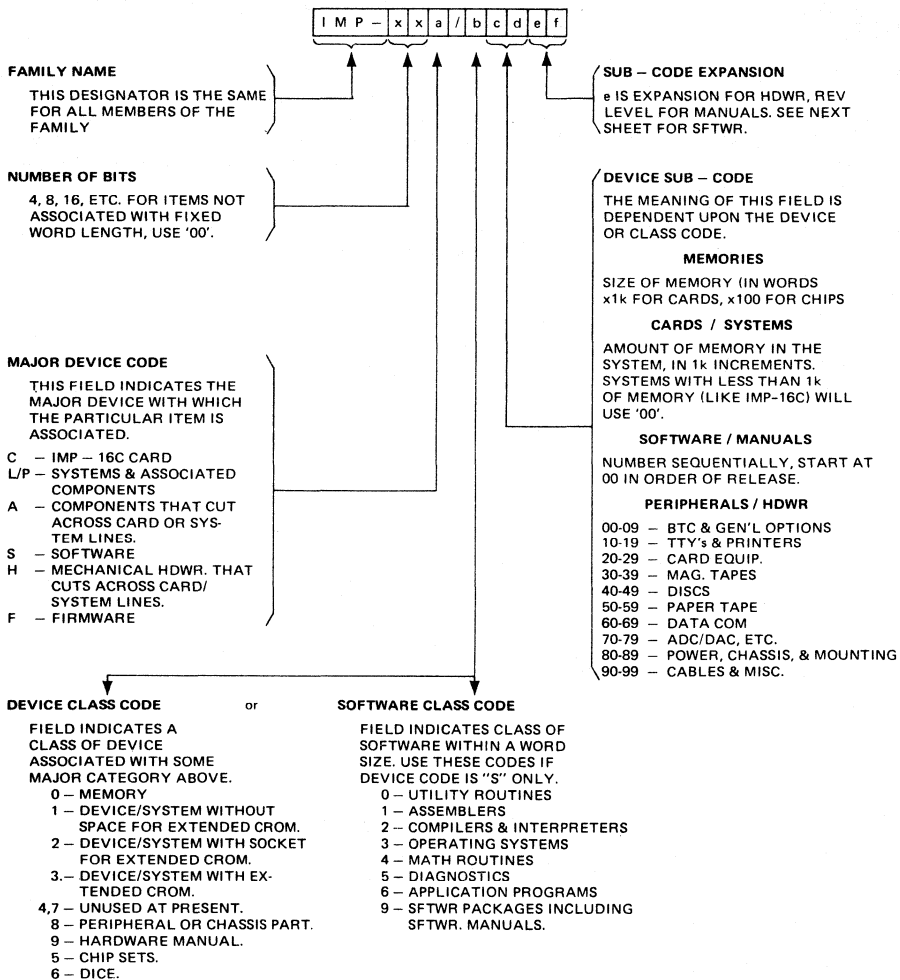 IMP-xxa/bcdef
FAMILY NAME
THIS DESIGNATOR IS THE SAME
FOR ALL MEMBERS OF THE
FAMILY
NUMBER OF BITS
4, 8, 16, ETC. FOR ITEMS NOT
ASSOCIATED WITH FIXED
WORD LENGTH, USE '00'.
MAJOR DEVICE CODE
THIS FIELD INDICATES THE
MAJOR DEVICE WITH WHICH
THE PARTICULAR ITEM IS
ASSOCIATED.
C – IMP – 16C CARD
L/P – SYSTEMS & ASSOCIATED
COMPONENTS
A – COMPONENTS THAT CUT
ACROSS CARD OR SYS-
TEM LINES.
S – SOFTWARE
H – MECHANICAL HDWR. THAT
CUTS ACROSS CARD/
SYSTEM LINES.
F – FIRMWARE
SUB – CODE EXPANSION
e IS EXPANSION FOR HDWR, REV
LEVEL FOR MANUALS. SEE NEXT
SHEET FOR SFTWR.
DEVICE SUB – CODE
THE MEANING OF THIS FIELD IS
DEPENDENT UPON THE DEVICE
OR CLASS CODE.
MEMORIES
SIZE OF MEMORY (IN WORDS
x1k FOR CARDS, x100 FOR CHIPS
CARDS / SYSTEMS
AMOUNT OF MEMORY IN THE
SYSTEM, IN 1k INCREMENTS.
SYSTEMS WITH LESS THAN 1k
OF MEMORY (LIKE IMP-16C) WILL
USE '00'.
SOFTWARE / MANUALS
NUMBER SEQUENTIALLY, START AT
00 IN ORDER OF RELEASE.
PERIPHERALS / HDWR
00-09 – BTC & GEN'L OPTIONS
10-19 – TTY's & PRINTERS
20-29 – CARD EQUIP.
30-39 – MAG. TAPES
40-49 – DISCS
50-59 – PAPER TAPE
60-69 – DATA COM
70-79 – ADC/DAC, ETC.
80-89 – POWER, CHASSIS, & MOUNTING
90-99 – CABLES & MISC.
DEVICE CLASS CODE or
FIELD INDICATES A
CLASS OF DEVICE
ASSOCIATED WITH SOME
MAJOR CATEGORY ABOVE.
0 – MEMORY
1 – DEVICE/SYSTEM WITHOUT
SPACE FOR EXTENDED CROM.
2 – DEVICE/SYSTEM WITH SOCKET
FOR EXTENDED CROM.
3.– DEVICE/SYSTEM WITH EX-
TENDED CROM.
4,7 – UNUSED AT PRESENT.
8 – PERIPHERAL OR CHASSIS PART.
9 – HARDWARE MANUAL.
5 – CHIP SETS.
6 – DICE.
SOFTWARE CLASS CODE
FIELD INDICATES CLASS OF
SOFTWARE WITHIN A WORD
SIZE. USE THESE CODES IF
DEVICE CODE IS "S" ONLY.
0 – UTILITY ROUTINES
1 – ASSEMBLERS
2 – COMPILERS & INTERPRETERS
3 – OPERATING SYSTEMS
4 – MATH ROUTINES
5 – DIAGNOSTICS
6 – APPLICATION PROGRAMS
9 – SFTWR PACKAGES INCLUDING
SFTWR. MANUALS.